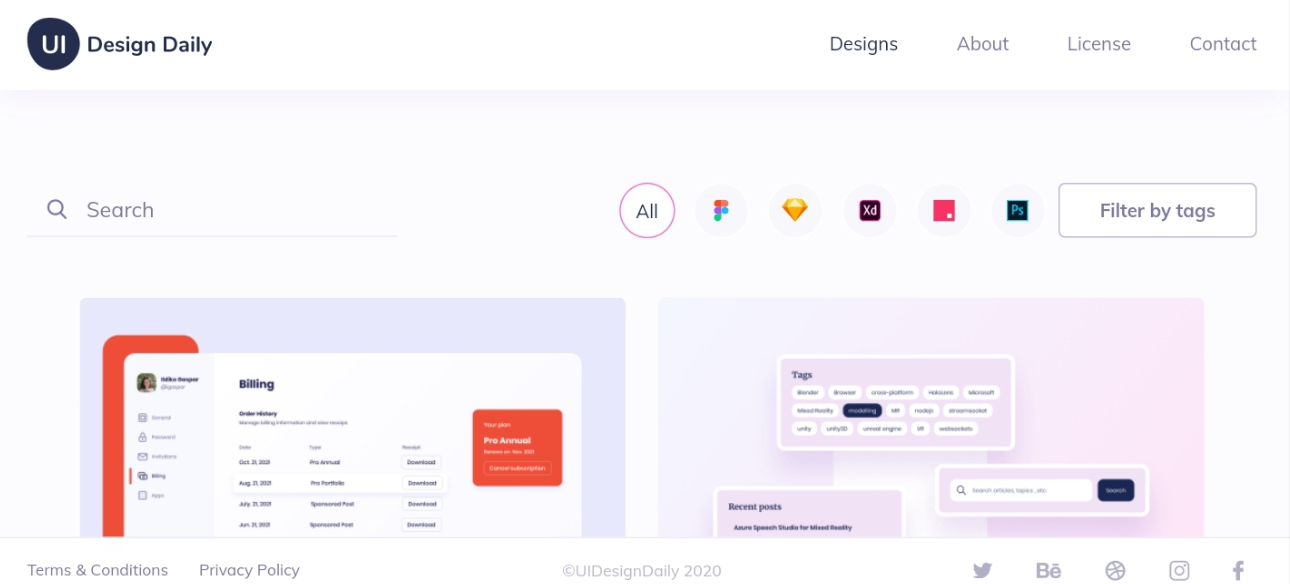 UI Design Daily
Designs About License Contact
Search
All Xd Ps Filter by tags
Ildiko Gaspar
@igaspar
General
Password
Invitations
Billing
Apps
Billing
Order History
Manage billing information and view receips
Date Type Receipt
Oct. 21, 2021 Pro Annual Download
Aug. 21, 2021 Pro Portfolio Download
July. 21, 2021 Sponsored Post Download
Jun. 21, 2021 Sponsored Post Download
Your plan
Pro Annual
Renews on Nov. 2021
Cancel subscription
Tags
Blender Browser cross-platform Hololens Microsoft
Mixed Reality modelling MR nodejs
unity unity3D unreal engine VR websockets
Search articles, topics, .etc. Search
Recent posts
Azure Speech Studio for Mixed Reality
Terms & Conditions Privacy Policy ©UIDesignDaily 2020 Bē